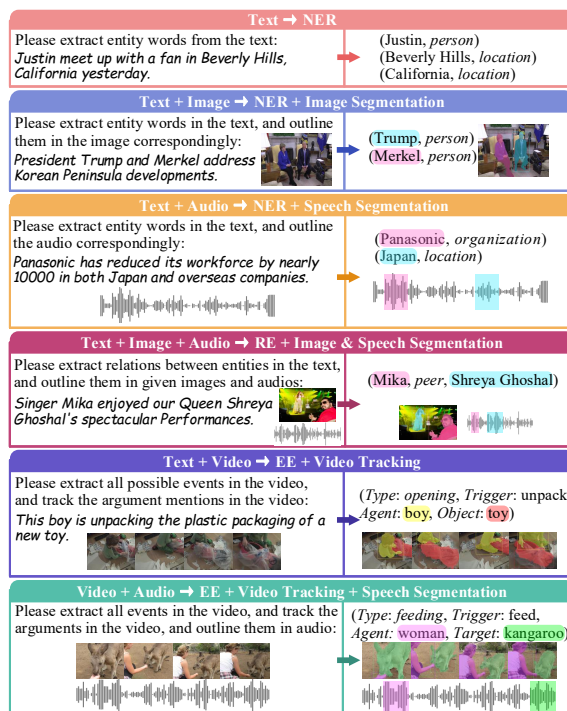 Text → NER
Please extract entity words from the text:
Justin meet up with a fan in Beverly Hills,
California yesterday.
(Justin, person)
(Beverly Hills, location)
(California, location)
Text + Image → NER + Image Segmentation
Please extract entity words in the text, and outline
them in the image correspondingly:
President Trump and Merkel address
Korean Peninsula developments.
(Trump, person)
(Merkel, person)
Text + Audio → NER + Speech Segmentation
Please extract entity words in the text, and outline
the audio correspondingly:
Panasonic has reduced its workforce by nearly
10000 in both Japan and overseas companies.
(Panasonic, organization)
(Japan, location)
Text + Image + Audio → RE + Image & Speech Segmentation
Please extract relations between entities in the text,
and outline them in given images and audios:
Singer Mika enjoyed our Queen Shreya
Ghoshal's spectacular Performances.
(Mika, peer, Shreya Ghoshal)
Text + Video → EE + Video Tracking
Please extract all possible events in the video,
and track the argument mentions in the video:
This boy is unpacking the plastic packaging of a
new toy.
(Type: opening, Trigger: unpack
Agent: boy, Object: toy)
Video + Audio → EE + Video Tracking + Speech Segmentation
Please extract all events in the video, and track the
arguments in the video, and outline them in audio:
(Type: feeding, Trigger: feed,
Agent: woman, Target: kangaroo)